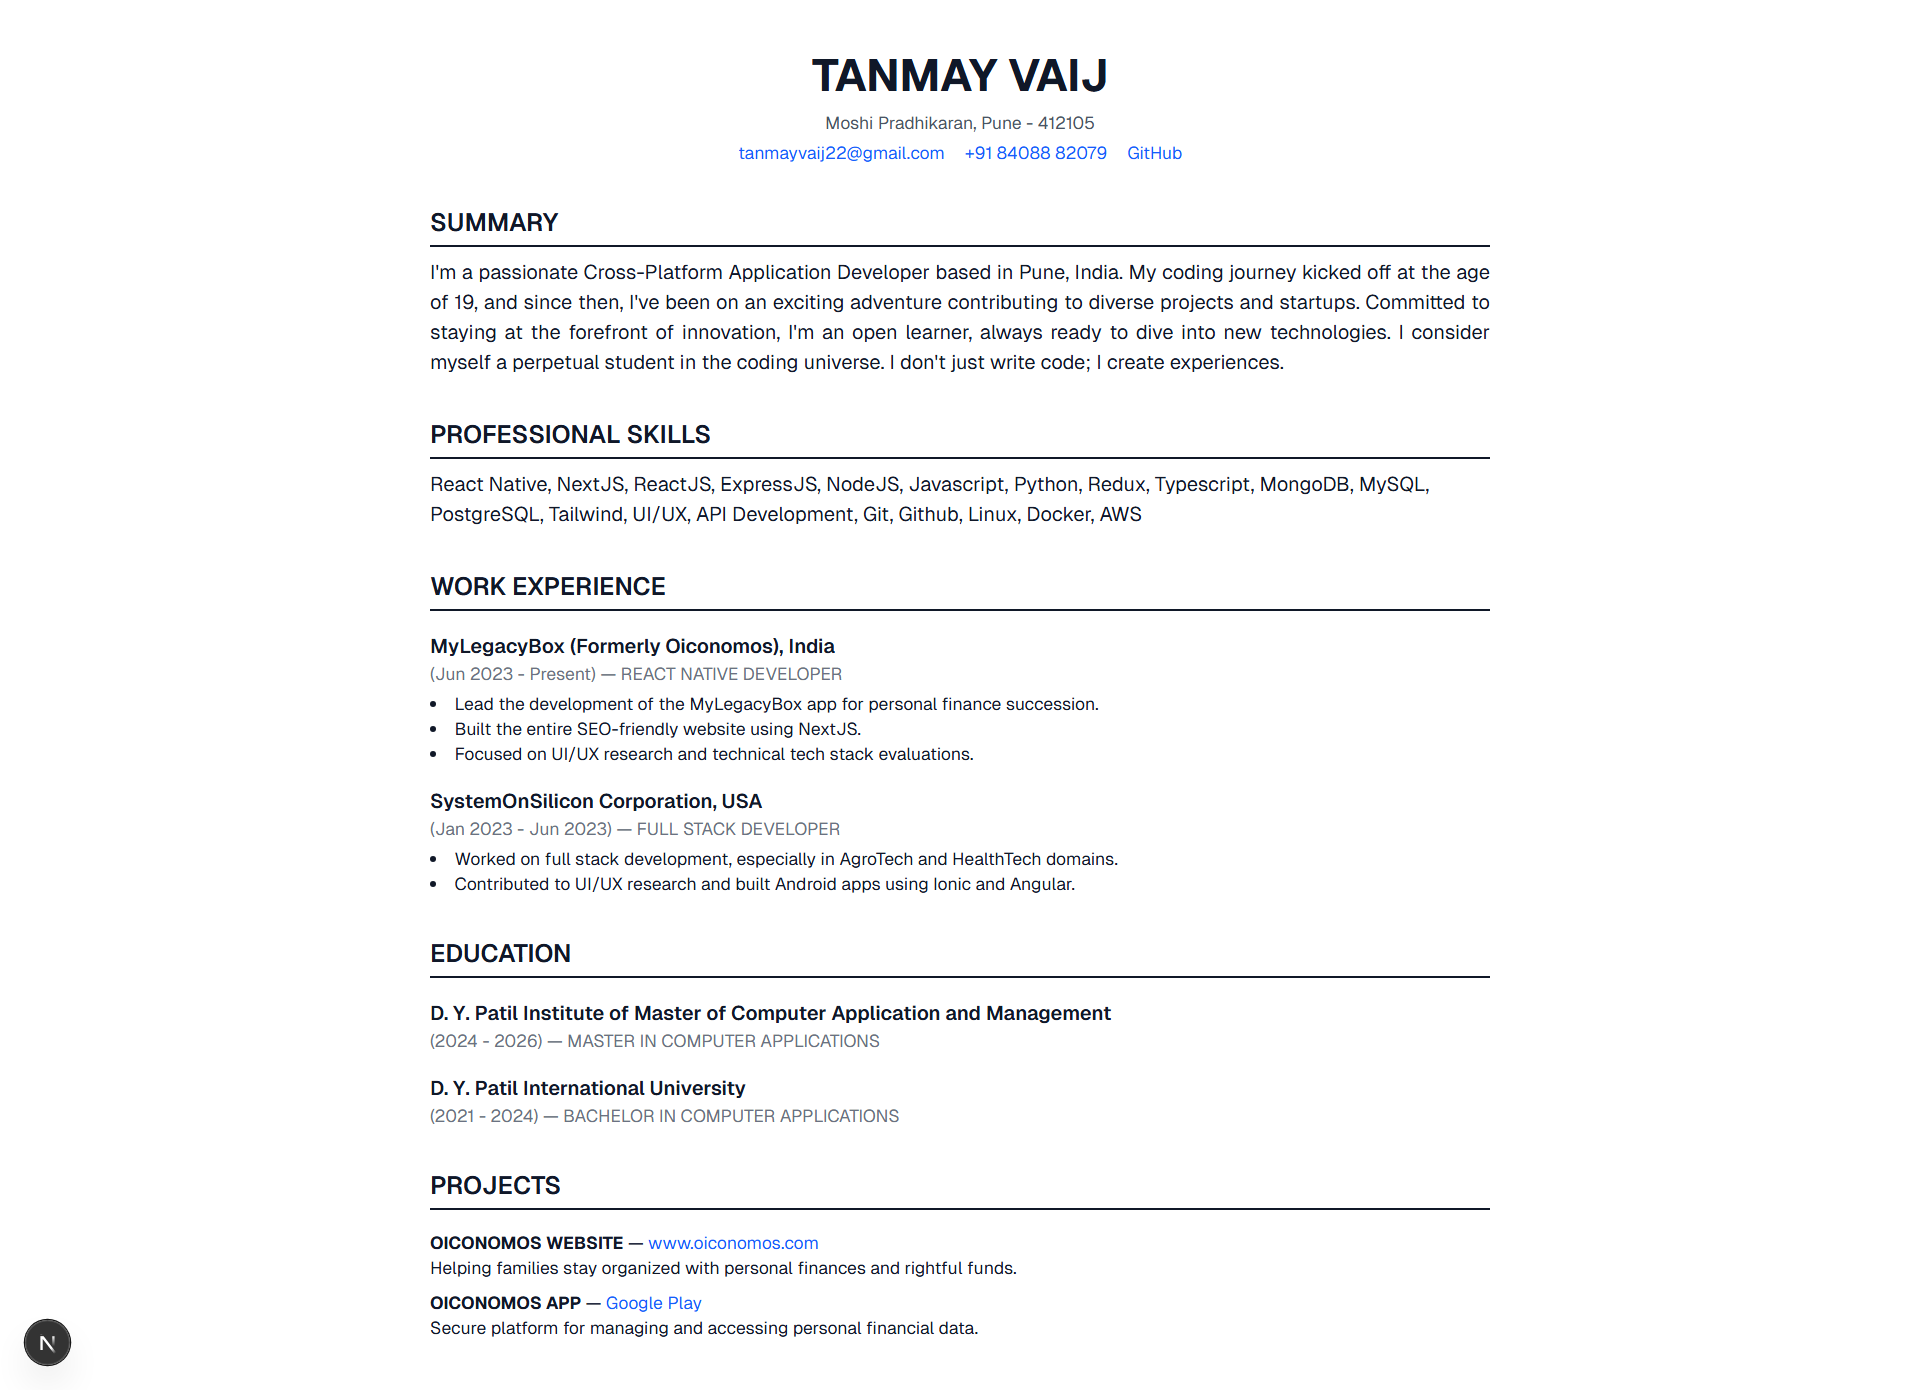 TANMAY VAIJ
Moshi Pradhikaran, Pune - 412105
tanmayvaij22@gmail.com +91 84088 82079 GitHub
SUMMARY
I'm a passionate Cross-Platform Application Developer based in Pune, India. My coding journey kicked off at the age
of 19, and since then, I've been on an exciting adventure contributing to diverse projects and startups. Committed to
staying at the forefront of innovation, I'm an open learner, always ready to dive into new technologies. I consider
myself a perpetual student in the coding universe. I don't just write code; I create experiences.
PROFESSIONAL SKILLS
React Native, NextJS, ReactJS, ExpressJS, NodeJS, Javascript, Python, Redux, Typescript, MongoDB, MySQL,
PostgreSQL, Tailwind, UI/UX, API Development, Git, Github, Linux, Docker, AWS
WORK EXPERIENCE
MyLegacyBox (Formerly Oiconomos), India
(Jun 2023 - Present) — REACT NATIVE DEVELOPER
• Lead the development of the MyLegacyBox app for personal finance succession.
• Built the entire SEO-friendly website using NextJS.
• Focused on UI/UX research and technical tech stack evaluations.
SystemOnSilicon Corporation, USA
(Jan 2023 - Jun 2023) — FULL STACK DEVELOPER
• Worked on full stack development, especially in AgroTech and HealthTech domains.
• Contributed to UI/UX research and built Android apps using Ionic and Angular.
EDUCATION
D. Y. Patil Institute of Master of Computer Application and Management
(2024 - 2026) — MASTER IN COMPUTER APPLICATIONS
D. Y. Patil International University
(2021 - 2024) — BACHELOR IN COMPUTER APPLICATIONS
PROJECTS
OICONOMOS WEBSITE — www.oiconomos.com
Helping families stay organized with personal finances and rightful funds.
OICONOMOS APP — Google Play
Secure platform for managing and accessing personal financial data.
N